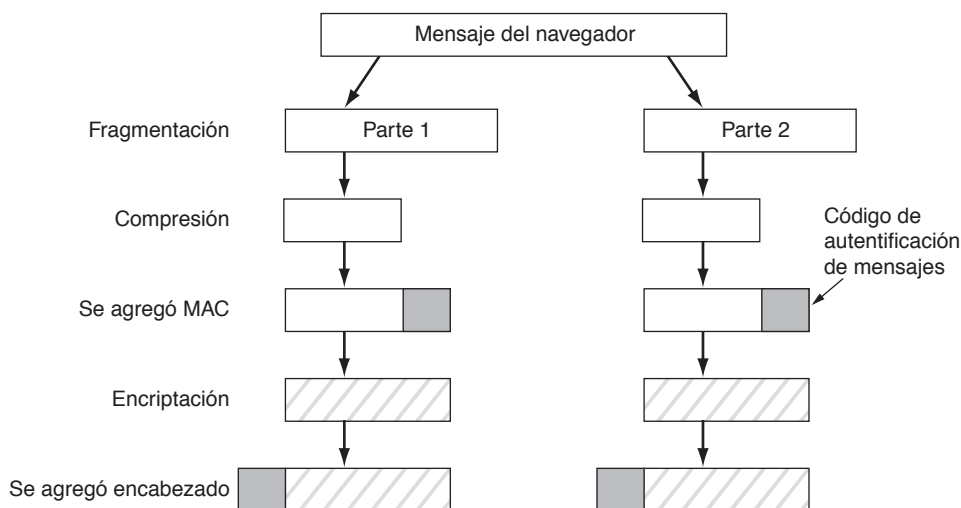 Mensaje del navegador
Fragmentación
Parte 1
Parte 2
Compresión
Código de
autentificación
de mensajes
Se agregó MAC
Encriptación
Se agregó encabezado